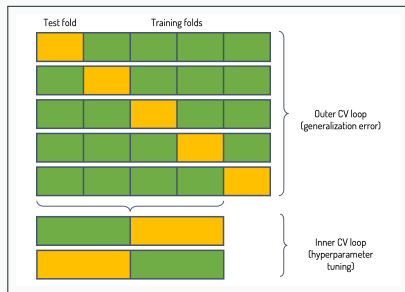 Test fold
Training folds
Outer CV loop
(generalization error)
Inner CV loop
(hyperparameter
tuning)